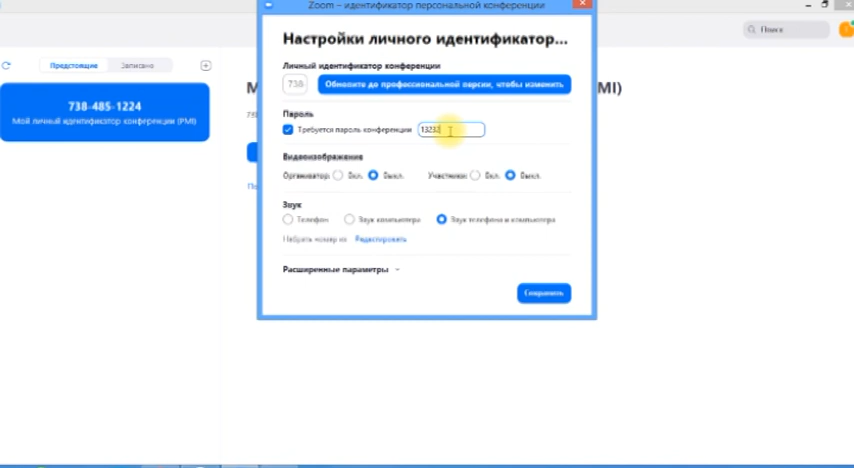 Zoom – идентификатор персональной конференции
Поиск
Настройки личного идентификатор...
Предстоящие
Записано
Личный идентификатор конференции
738
Обновите до профессиональной версии, чтобы изменить
738-485-1224
Мой личный идентификатор конференции (PMI)
M
MI)
Пароль
Требуется пароль конференции
13232
Видеоизображение
Организатор:
Вкл.
Выкл.
Участники:
Вкл.
Выкл.
Звук
Телефон
Звук компьютера
Звук телефона и компьютера
Набрать номер из
Редактировать
Расширенные параметры
Сохранить